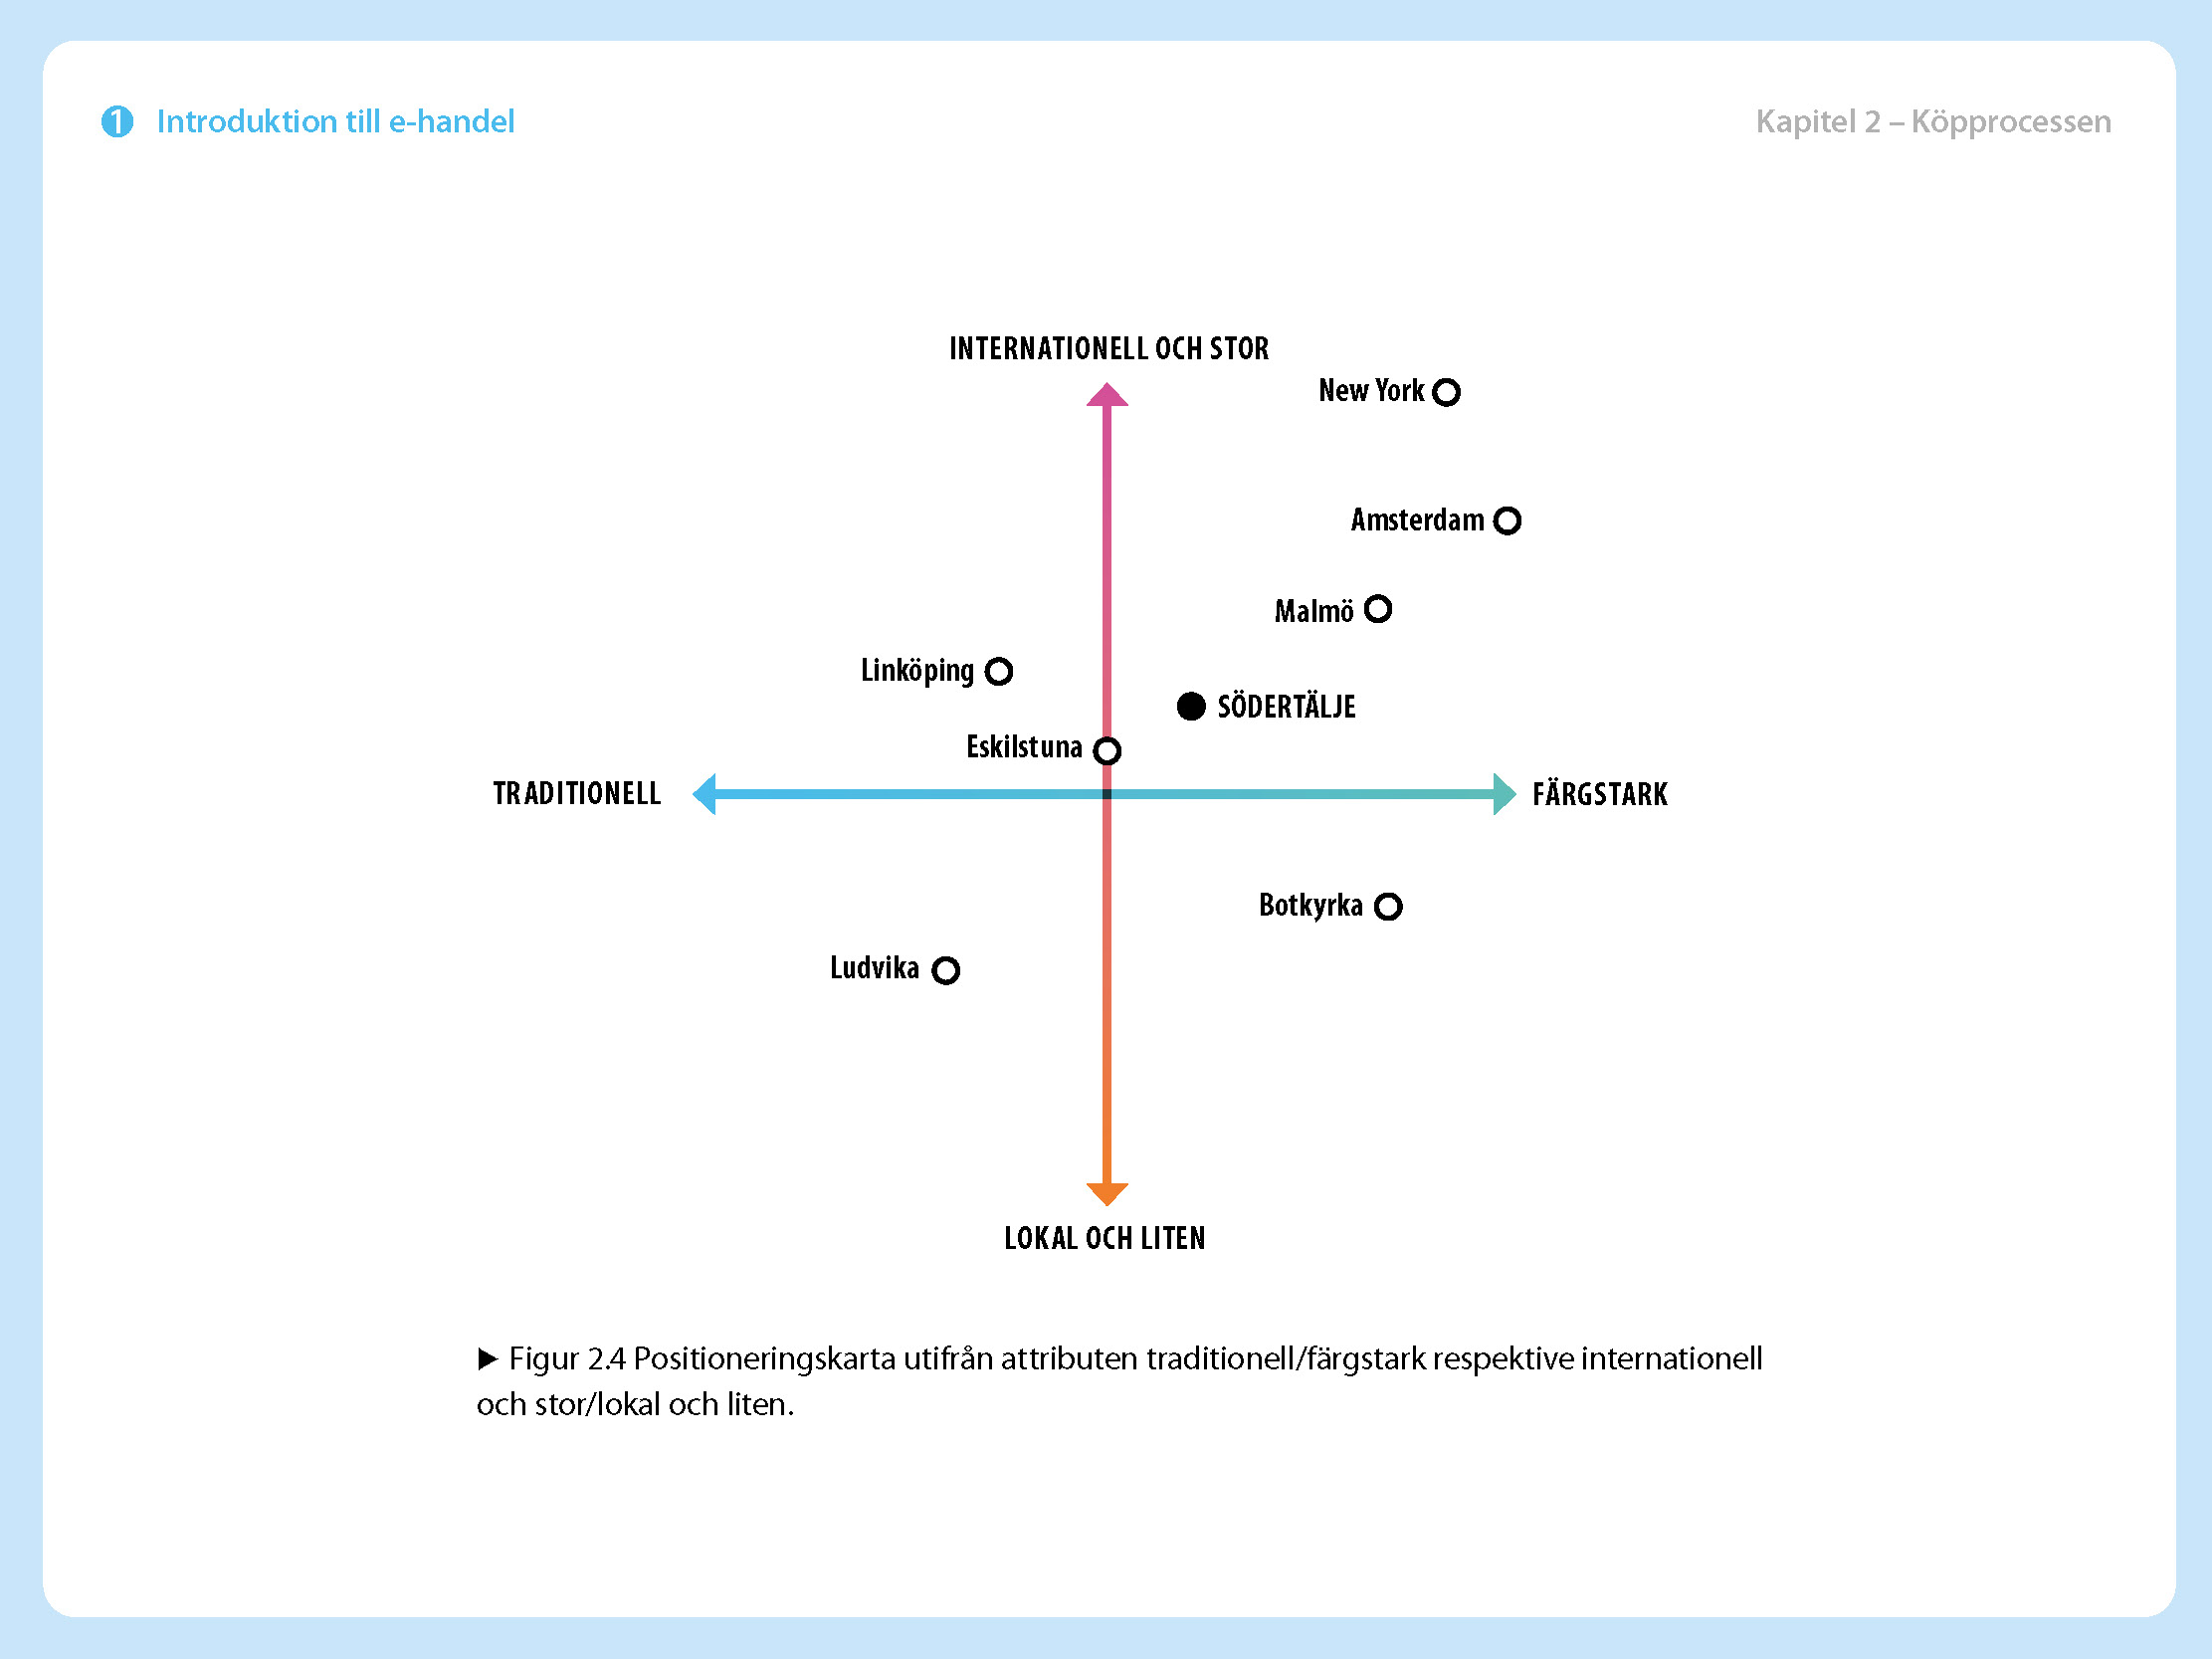 1 Introduktion till e-handel
Kapitel 2 – Köpprocessen
INTERNATIONELL OCH STOR
New York
Amsterdam
Malmö
Linköping
SÖDERTÄLJE
Eskilstuna
TRADITIONELL
FÄRGSTARK
Botkyrka
Ludvika
LOKAL OCH LITEN
► Figur 2.4 Positioneringskarta utifrån attributen traditionell/färgstark respektive internationell
och stor/lokal och liten.